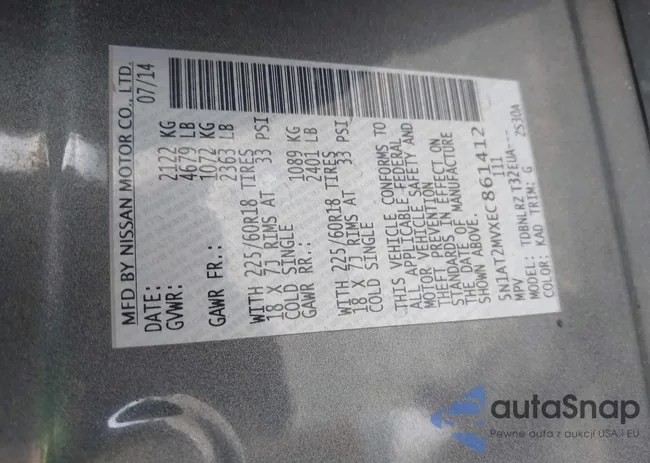 MFD BY NISSAN MOTOR CO., LTD.
DATE: 07/14
GVWR: 2122 KG
4679 LB
GAWR FR.: 1072 KG
2363 LB
WITH 225/60R18 TIRES
18 X 7J RIMS AT 33 PSI
COLD SINGLE
GAWR RR.: 1089 KG
2401 LB
WITH 225/60R18 TIRES
18 X 7J RIMS AT 33 PSI
COLD SINGLE
THIS VEHICLE CONFORMS TO
ALL APPLICABLE FEDERAL
MOTOR VEHICLE SAFETY AND
THEFT PREVENTION
STANDARDS IN EFFECT ON
THE DATE OF MANUFACTURE
SHOWN ABOVE.
5N1AT2MVXEC861412
MPV 111
MODEL: TDBNLRZ T32EUA---
COLOR: KAD TRIM: G 2S30A
autaSnap
Pewne auta z aukcji USA i EU